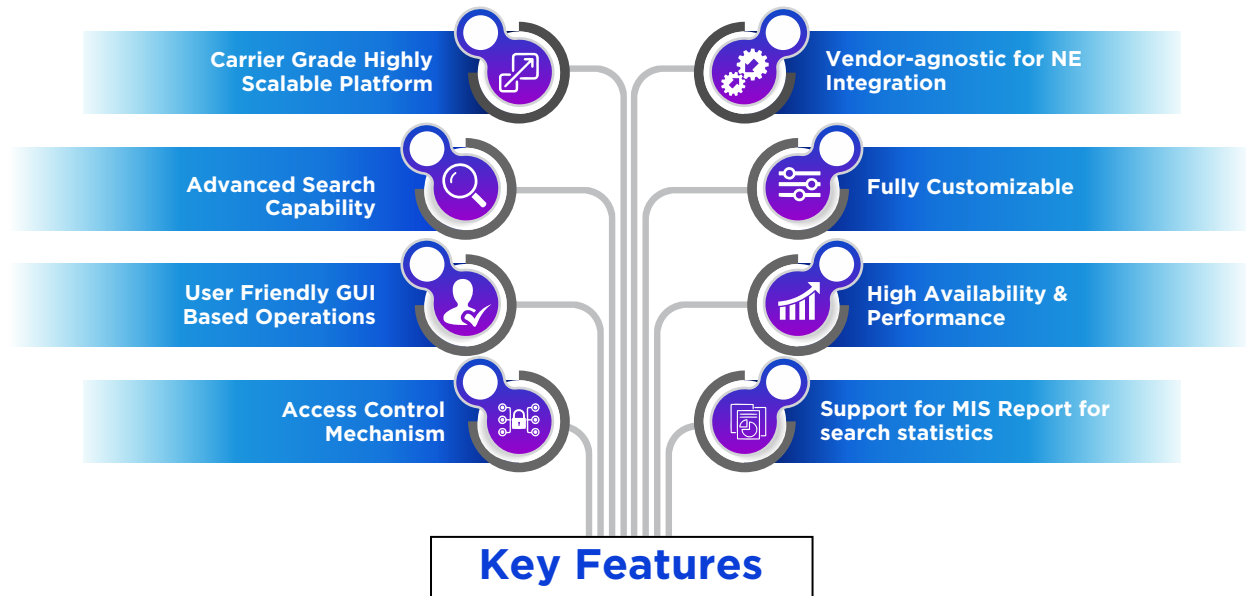 Carrier Grade Highly
Scalable Platform
Advanced Search
Capability
User Friendly GUI
Based Operations
Access Control
Mechanism
Vendor-agnostic for NE
Integration
Fully Customizable
High Availability &
Performance
Support for MIS Report for
search statistics
Key Features